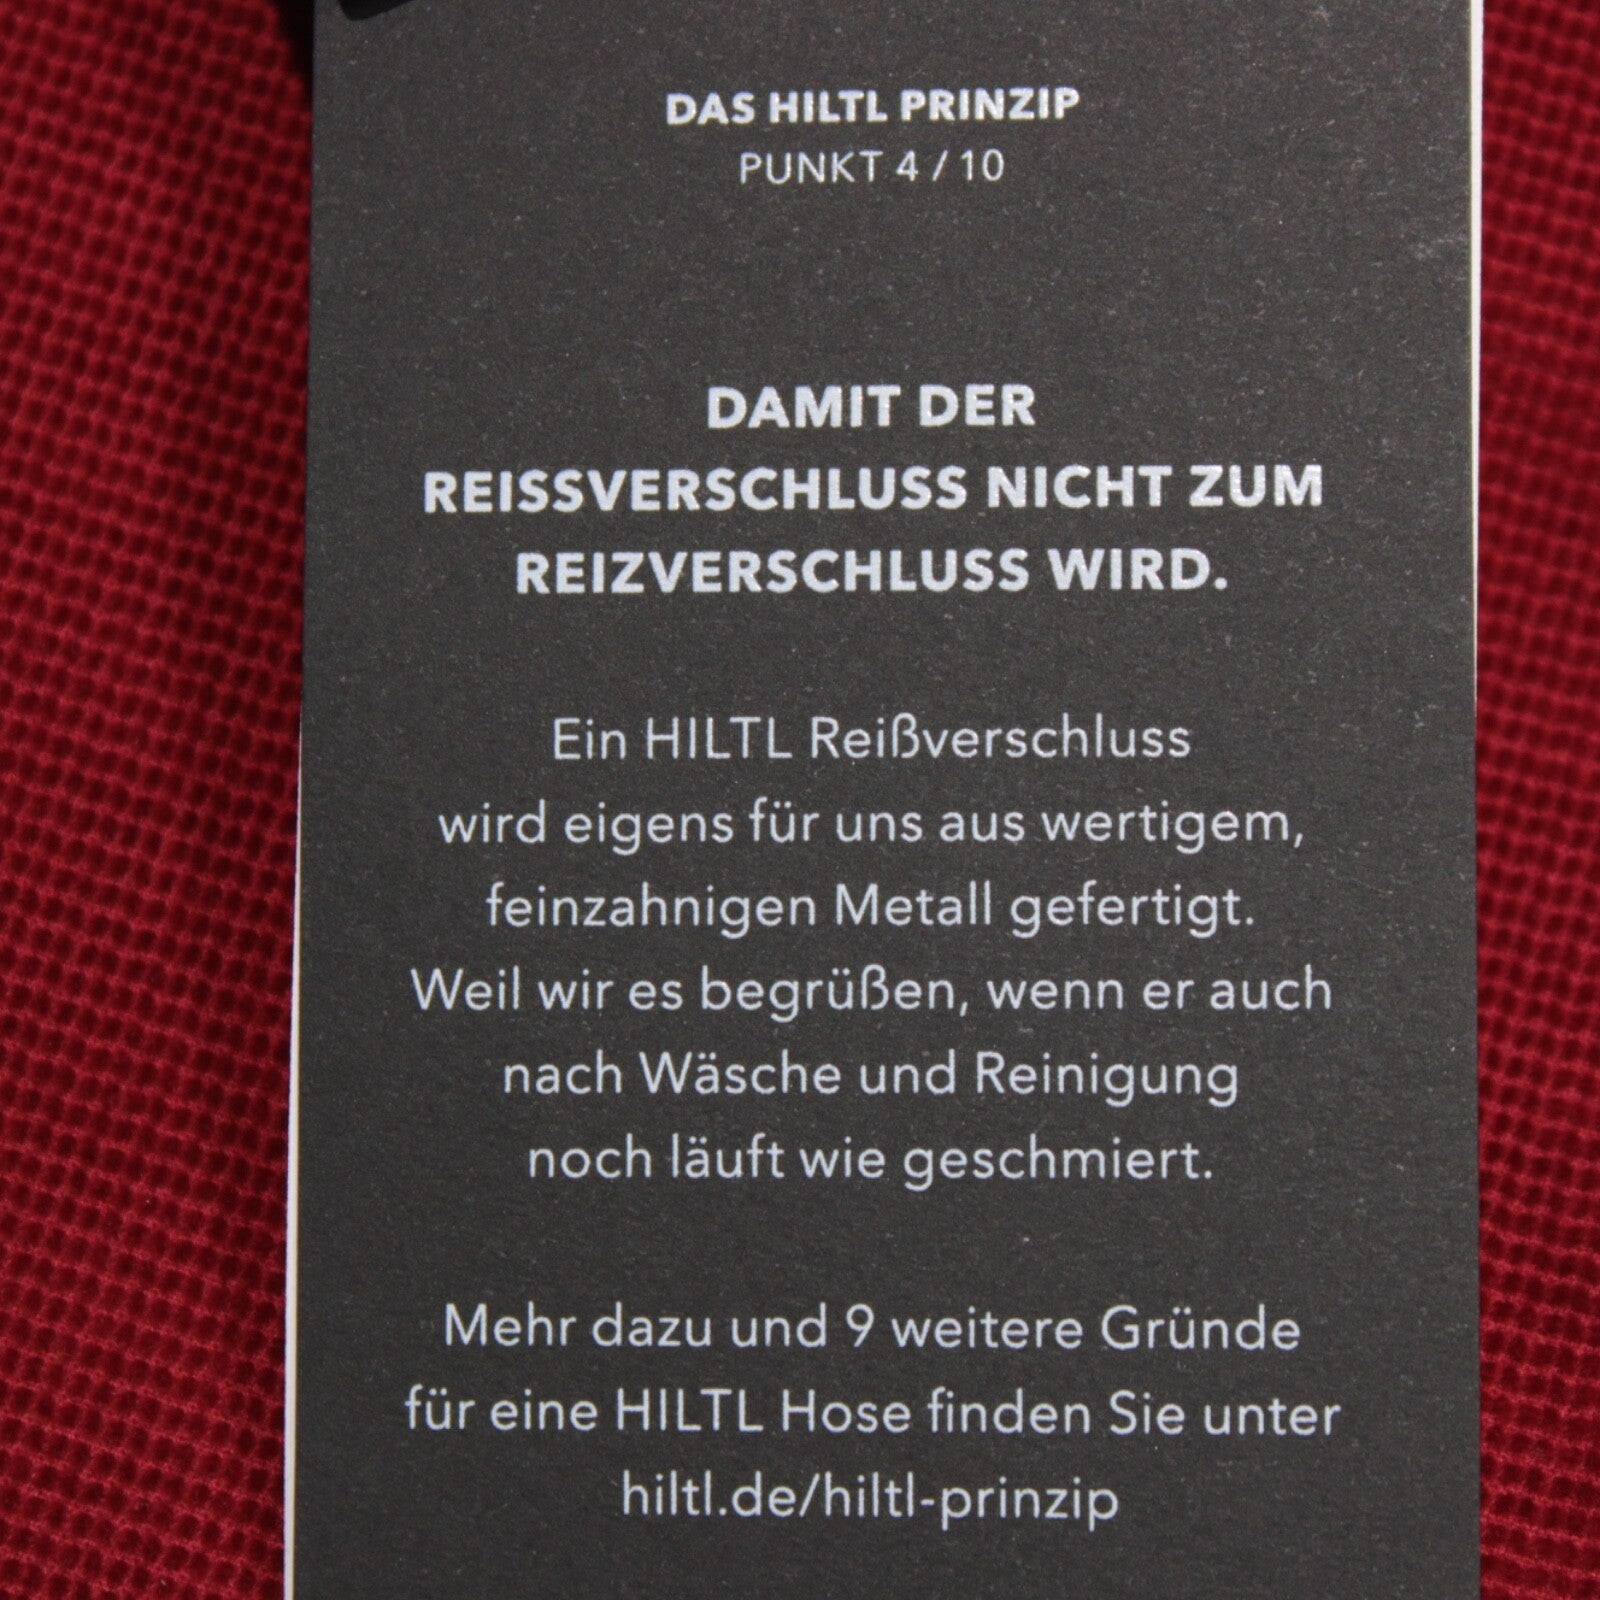 DAS HILTL PRINZIP
PUNKT 4 / 10
DAMIT DER
REISSVERSCHLUSS NICHT ZUM
REIZVERSCHLUSS WIRD.
Ein HILTL Reißverschluss
wird eigens für uns aus wertigem,
feinzahnigen Metall gefertigt.
Weil wir es begrüßen, wenn er auch
nach Wäsche und Reinigung
noch läuft wie geschmiert.
Mehr dazu und 9 weitere Gründe
für eine HILTL Hose finden Sie unter
hiltl.de/hiltl-prinzip